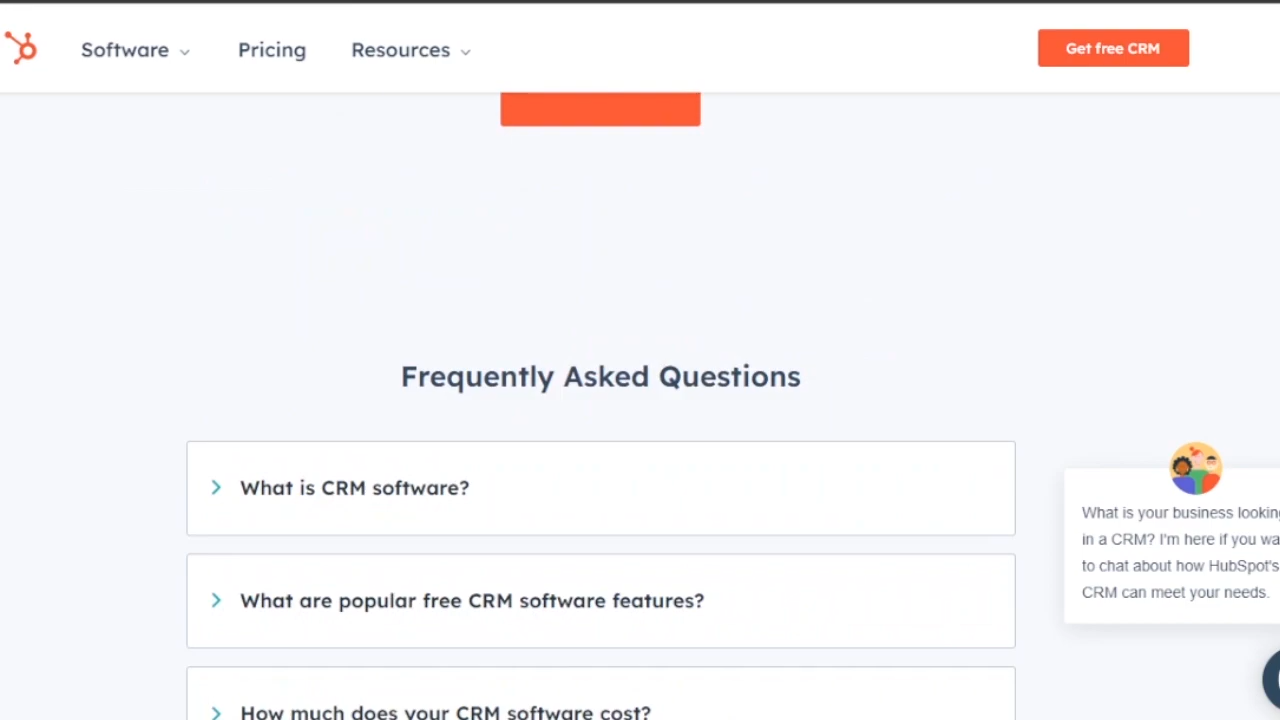 Software
Pricing
Resources
Get free CRM
Frequently Asked Questions
What is CRM software?
What are popular free CRM software features?
What is your business looking
in a CRM? I'm here if you wa
to chat about how HubSpot's
CRM can meet your needs.
How much does your CRM software cost?